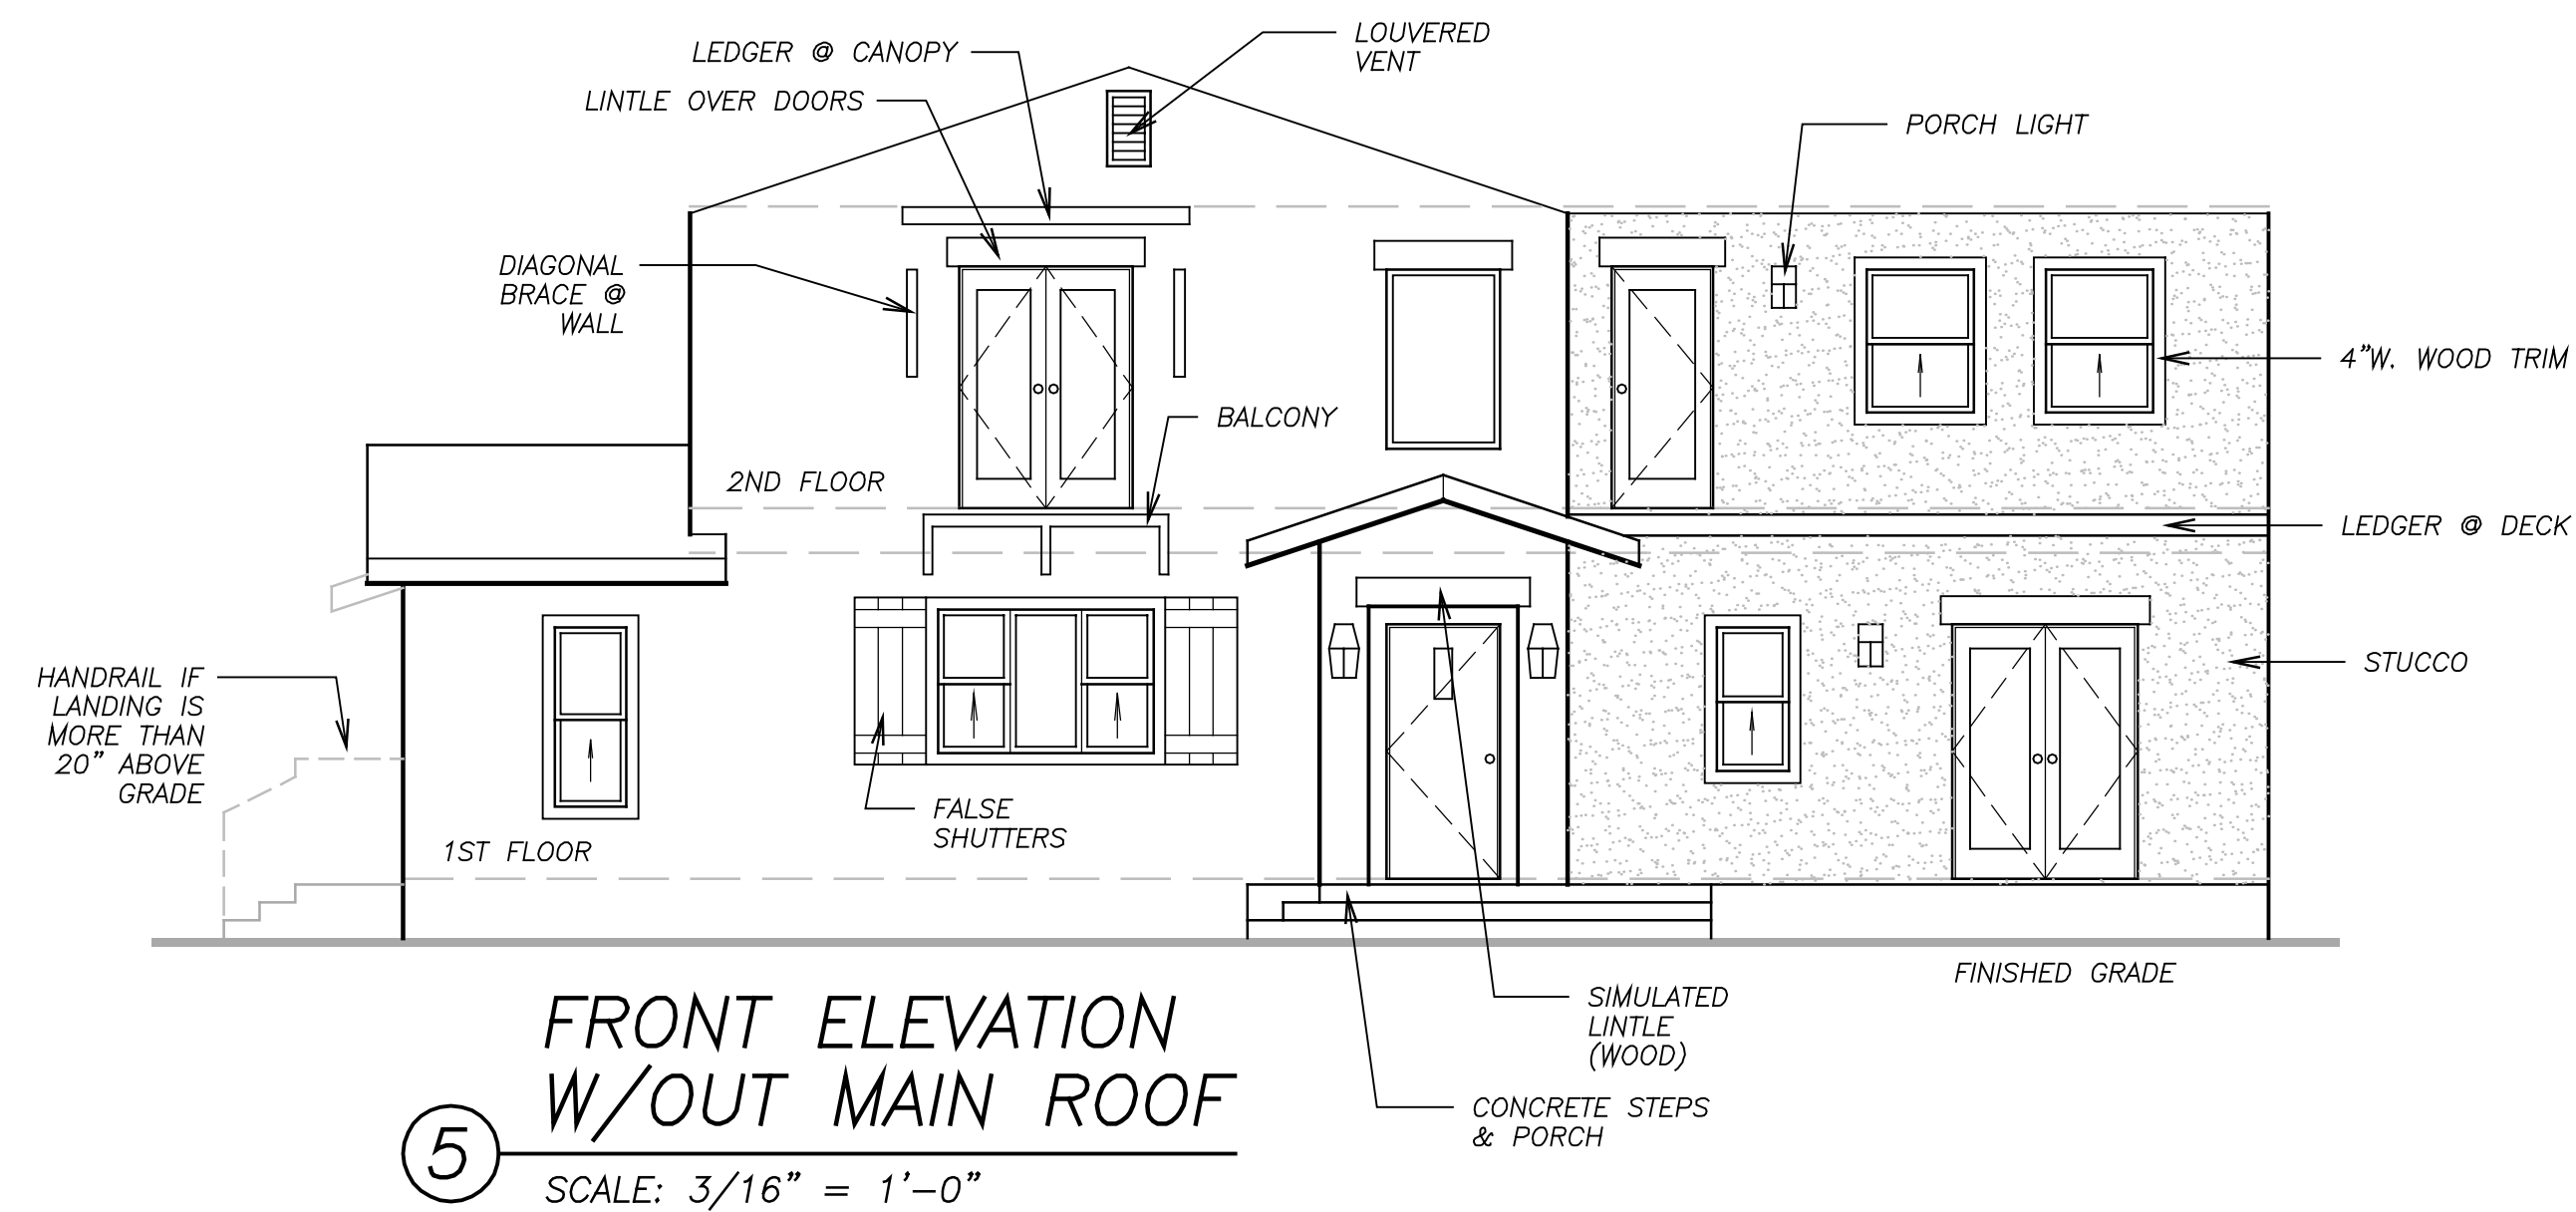 LOUVERED
VENT
LEDGER @ CANOPY
LINTLE OVER DOORS
PORCH LIGHT
DIAGONAL
BRACE @
WALL
4"W. WOOD TRIM
BALCONY
2ND FLOOR
LEDGER @ DECK
HANDRAIL IF
LANDING IS
MORE THAN
20" ABOVE
GRADE
STUCCO
FALSE
SHUTTERS
1ST FLOOR
FINISHED GRADE
SIMULATED
LINTLE
(WOOD)
CONCRETE STEPS
& PORCH
FRONT ELEVATION
W/OUT MAIN ROOF
5
SCALE: 3/16" = 1'-0"